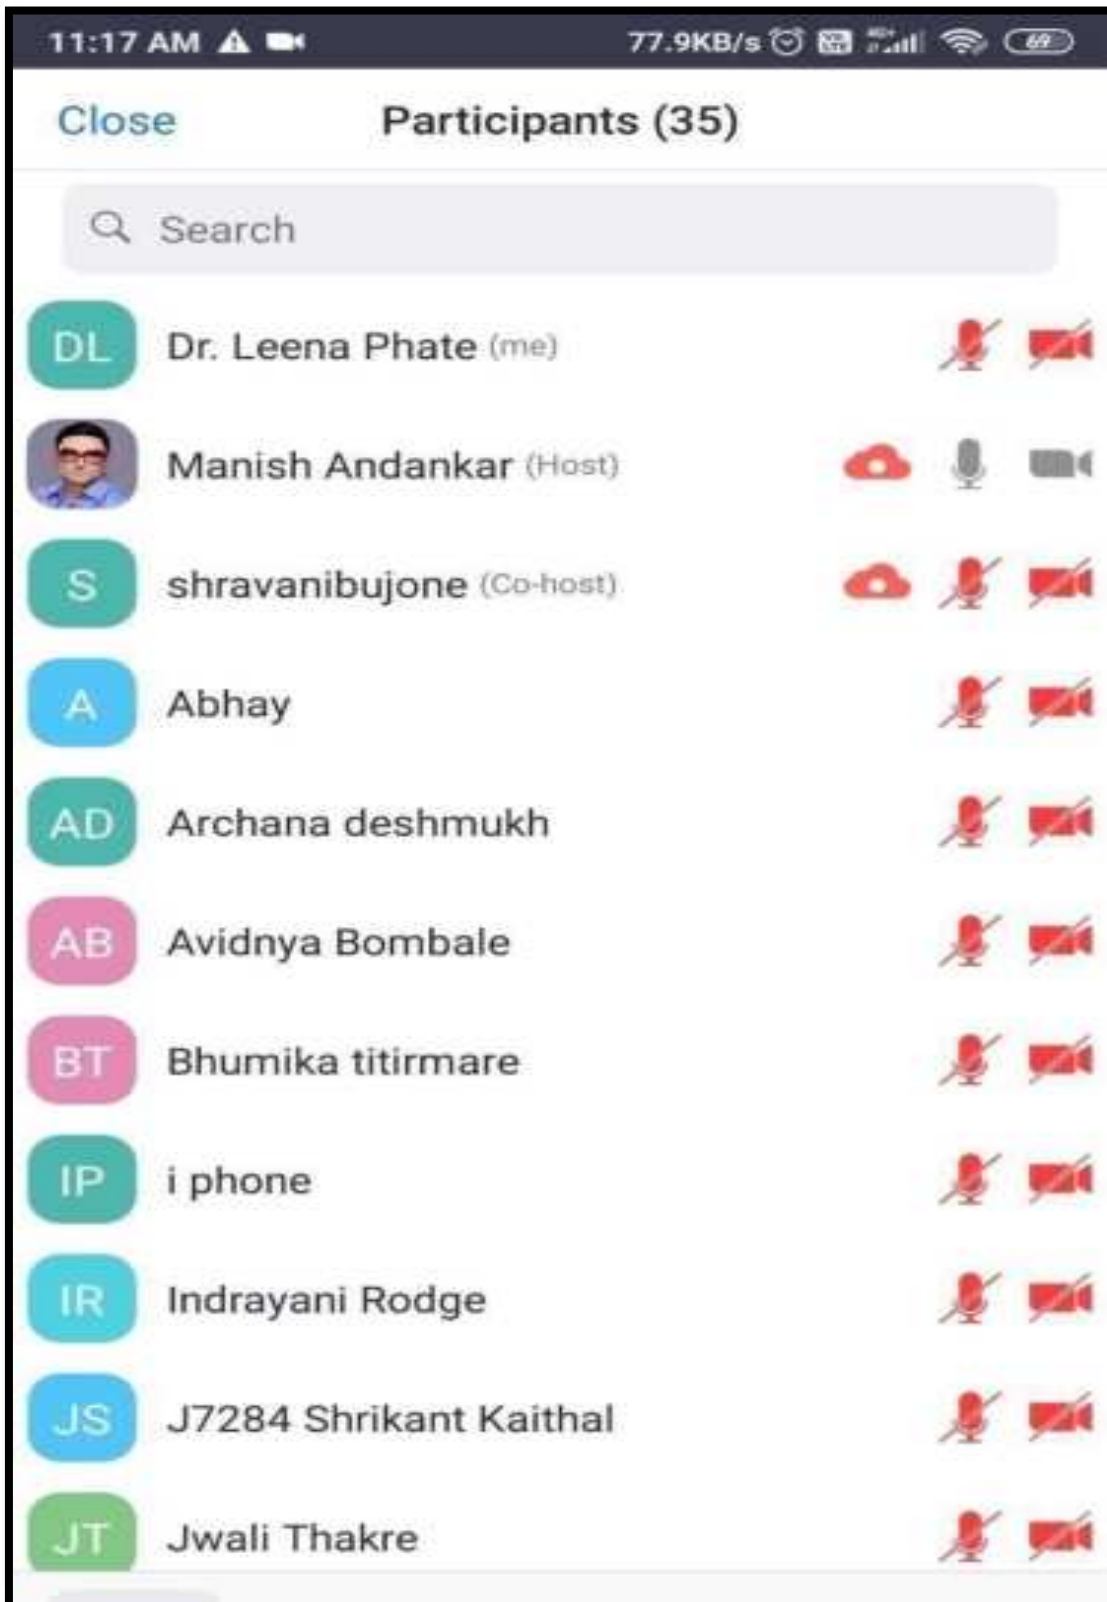 11:17 AM 77.9KB/s 4G+ 69
Close Participants (35)
Search
DL Dr. Leena Phate (me)
Manish Andankar (Host)
S shravanibujone (Co-host)
A Abhay
AD Archana deshmukh
AB Avidnya Bombale
BT Bhumika titirmare
IP i phone
IR Indrayani Rodge
JS J7284 Shrikant Kaithal
JT Jwali Thakre